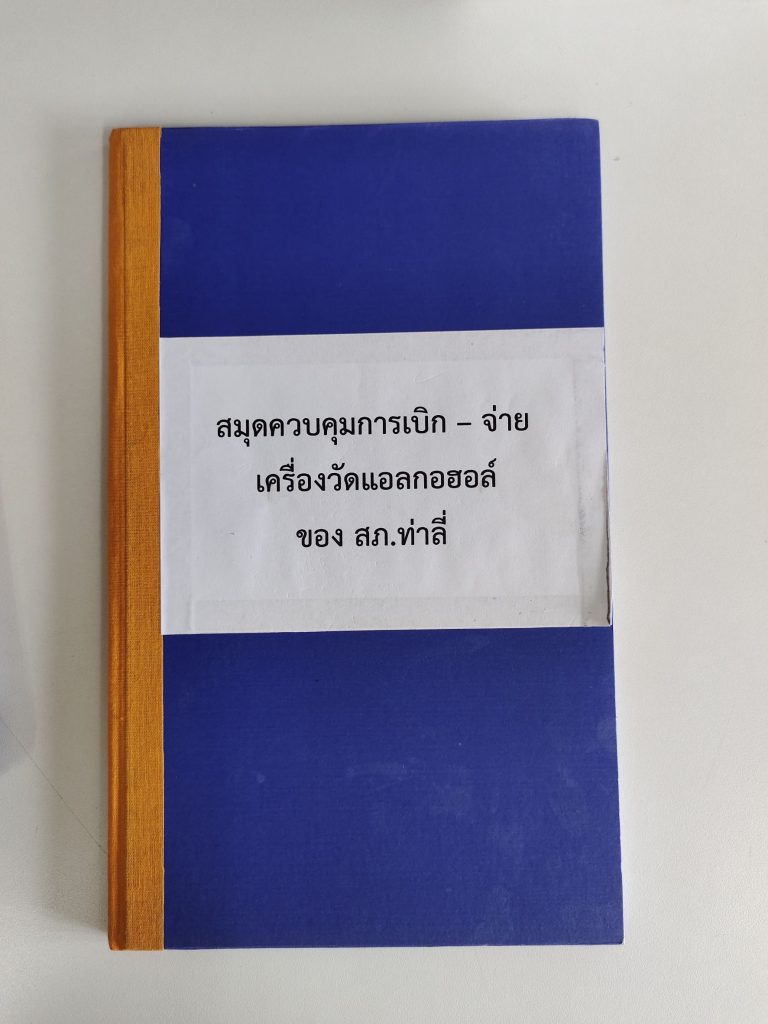 สมุดควบคุมการเบิก – จ่าย
เครื่องวัดแอลกอฮอล์
ของ สภ.ท่าลี่